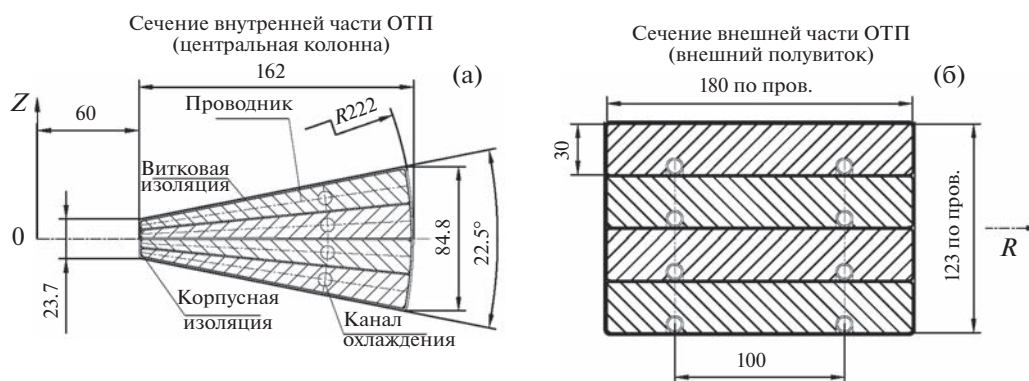 Сечение внутренней части ОТП
(центральная колонна)
162
(а)
Z
60
Проводник
R222
Витковая
изоляция
0
84.8
22.5°
23.7
Корпусная
изоляция
Канал
охлаждения
Сечение внешней части ОТП
(внешний полувиток)
(б)
180 по пров.
30
123 по пров.
R
100